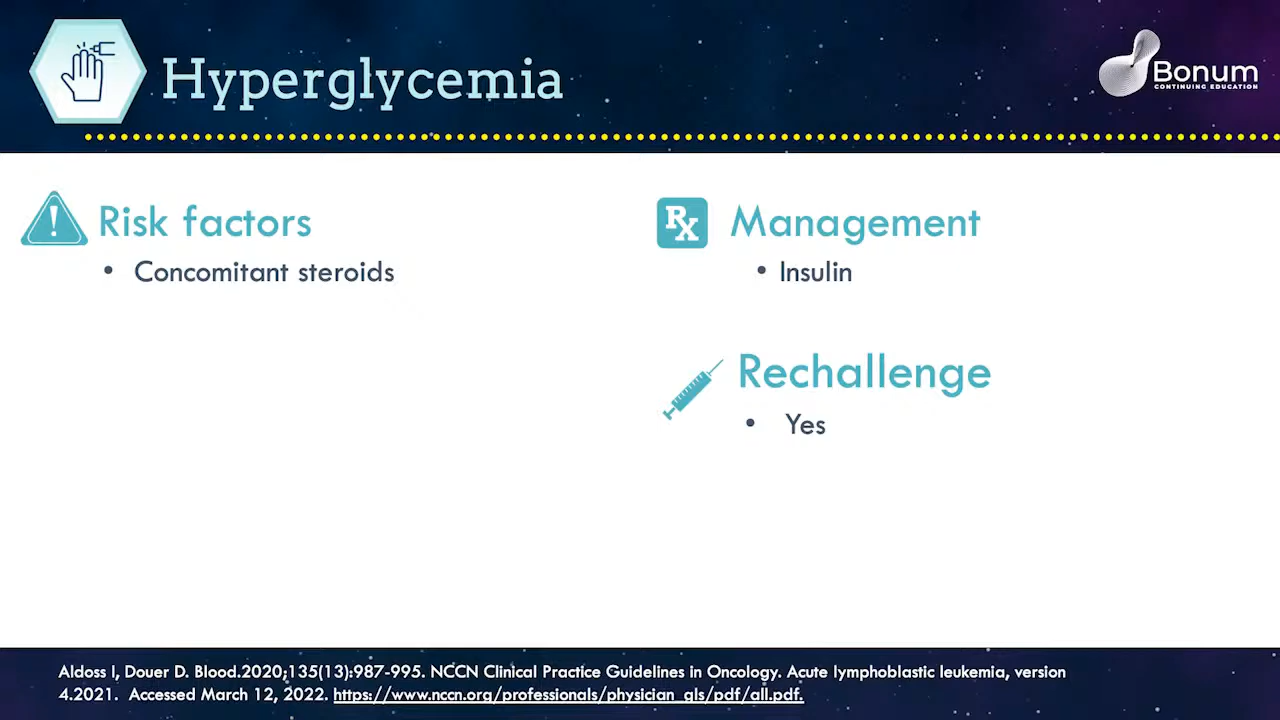 Hyperglycemia
Bonum
CONTINUING EDUCATION
Risk factors
• Concomitant steroids
Rx
Management
• Insulin
Rechallenge
• Yes
Aldoss I, Douer D. Blood.2020;135(13):987-995. NCCN Clinical Practice Guidelines in Oncology. Acute lymphoblastic leukemia, version
4.2021. Accessed March 12, 2022. https://www.nccn.org/professionals/physician_gls/pdf/all.pdf.